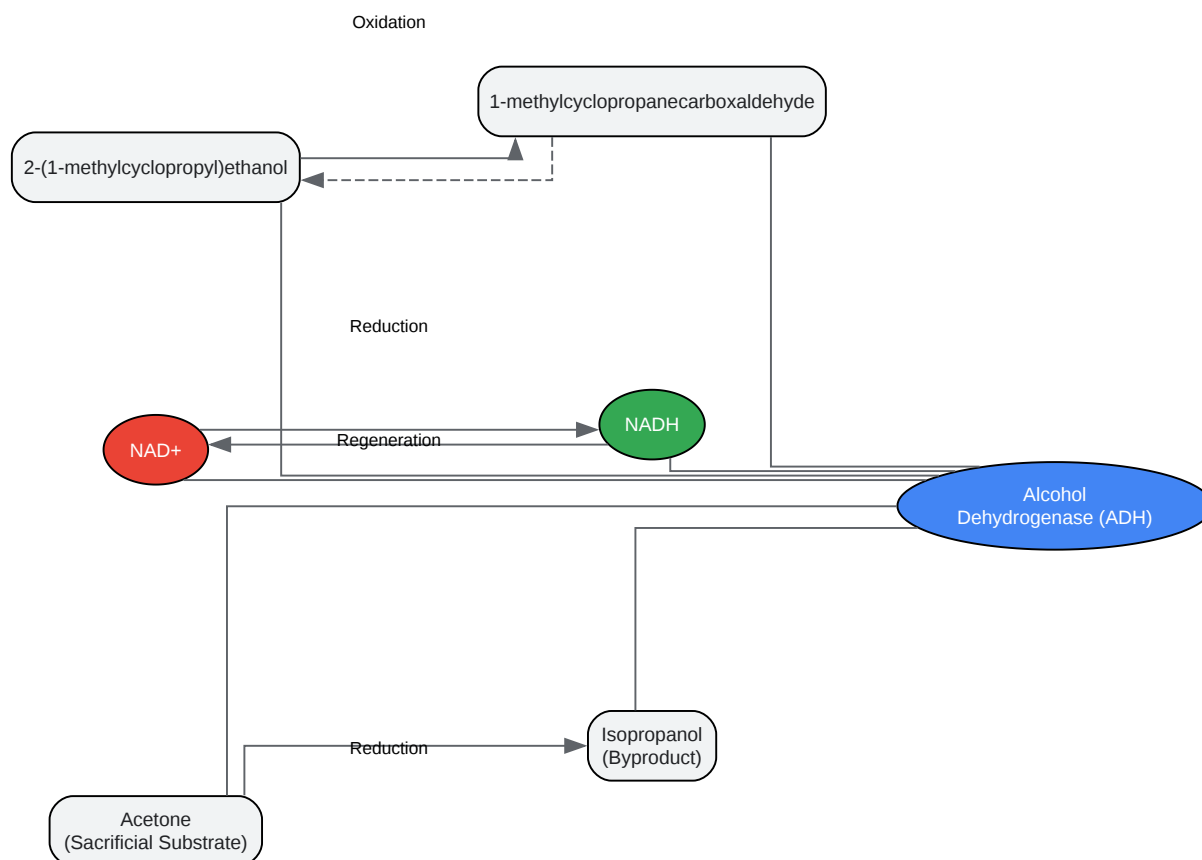 Oxidation
1-methylcyclopropanecarboxaldehyde
2-(1-methylcyclopropyl)ethanol
Reduction
NADH
Regeneration
NAD+
Alcohol
Dehydrogenase (ADH)
Isopropanol
(Byproduct)
Reduction
Acetone
(Sacrificial Substrate)